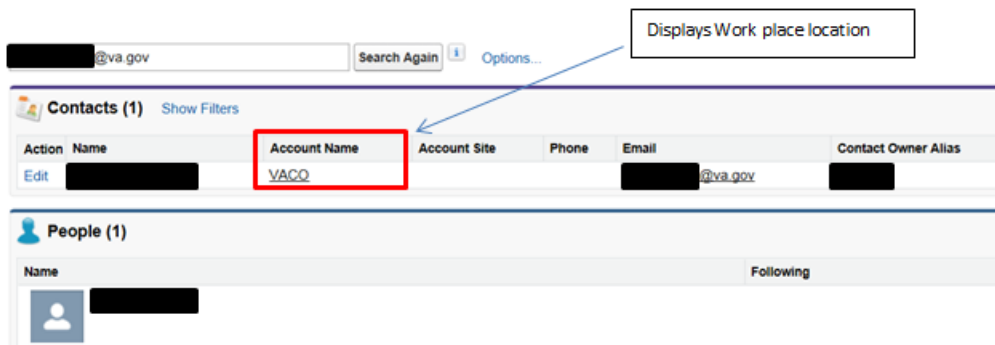 Displays Work place location
@va.gov Search Again i Options...
Contacts (1) Show Filters
Action Name Account Name Account Site Phone Email Contact Owner Alias
Edit VACO @va.gov
People (1)
Name Following